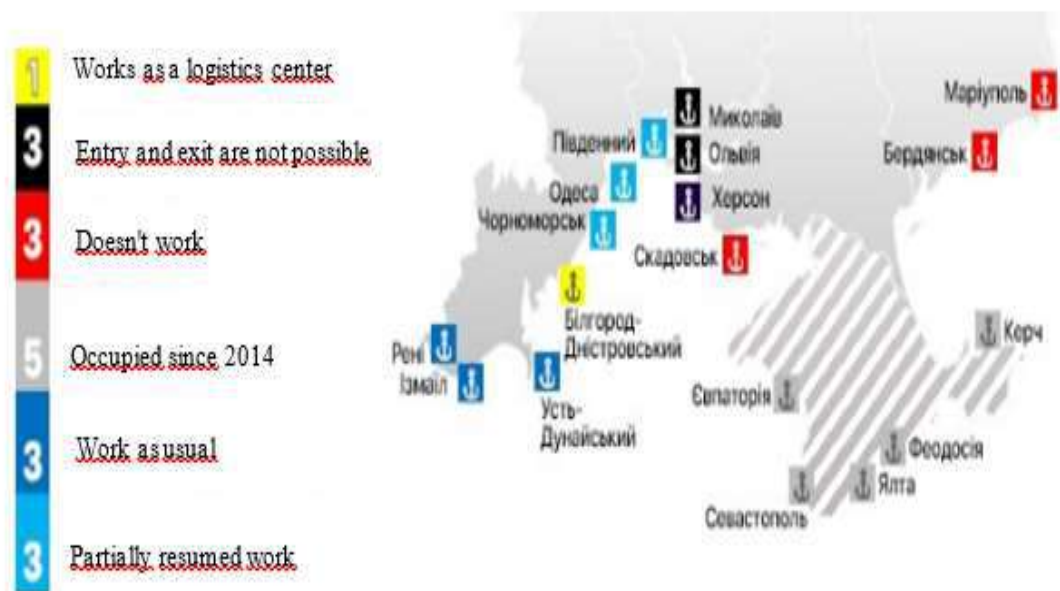 1 Works as a logistics center
3 Entry and exit are not possible
3 Doesn't work
5 Occupied since 2014
3 Work as usual
3 Partially resumed work
Маріуполь
Миколаїв
Південний
Ольвія
Бердянськ
Одеса
Херсон
Чорноморськ
Скадовськ
Білгород-
Дністровський
Керч
Рені
Ізмаїл
Євпаторія
Усть-
Дунайський
Феодосія
Ялта
Севастополь